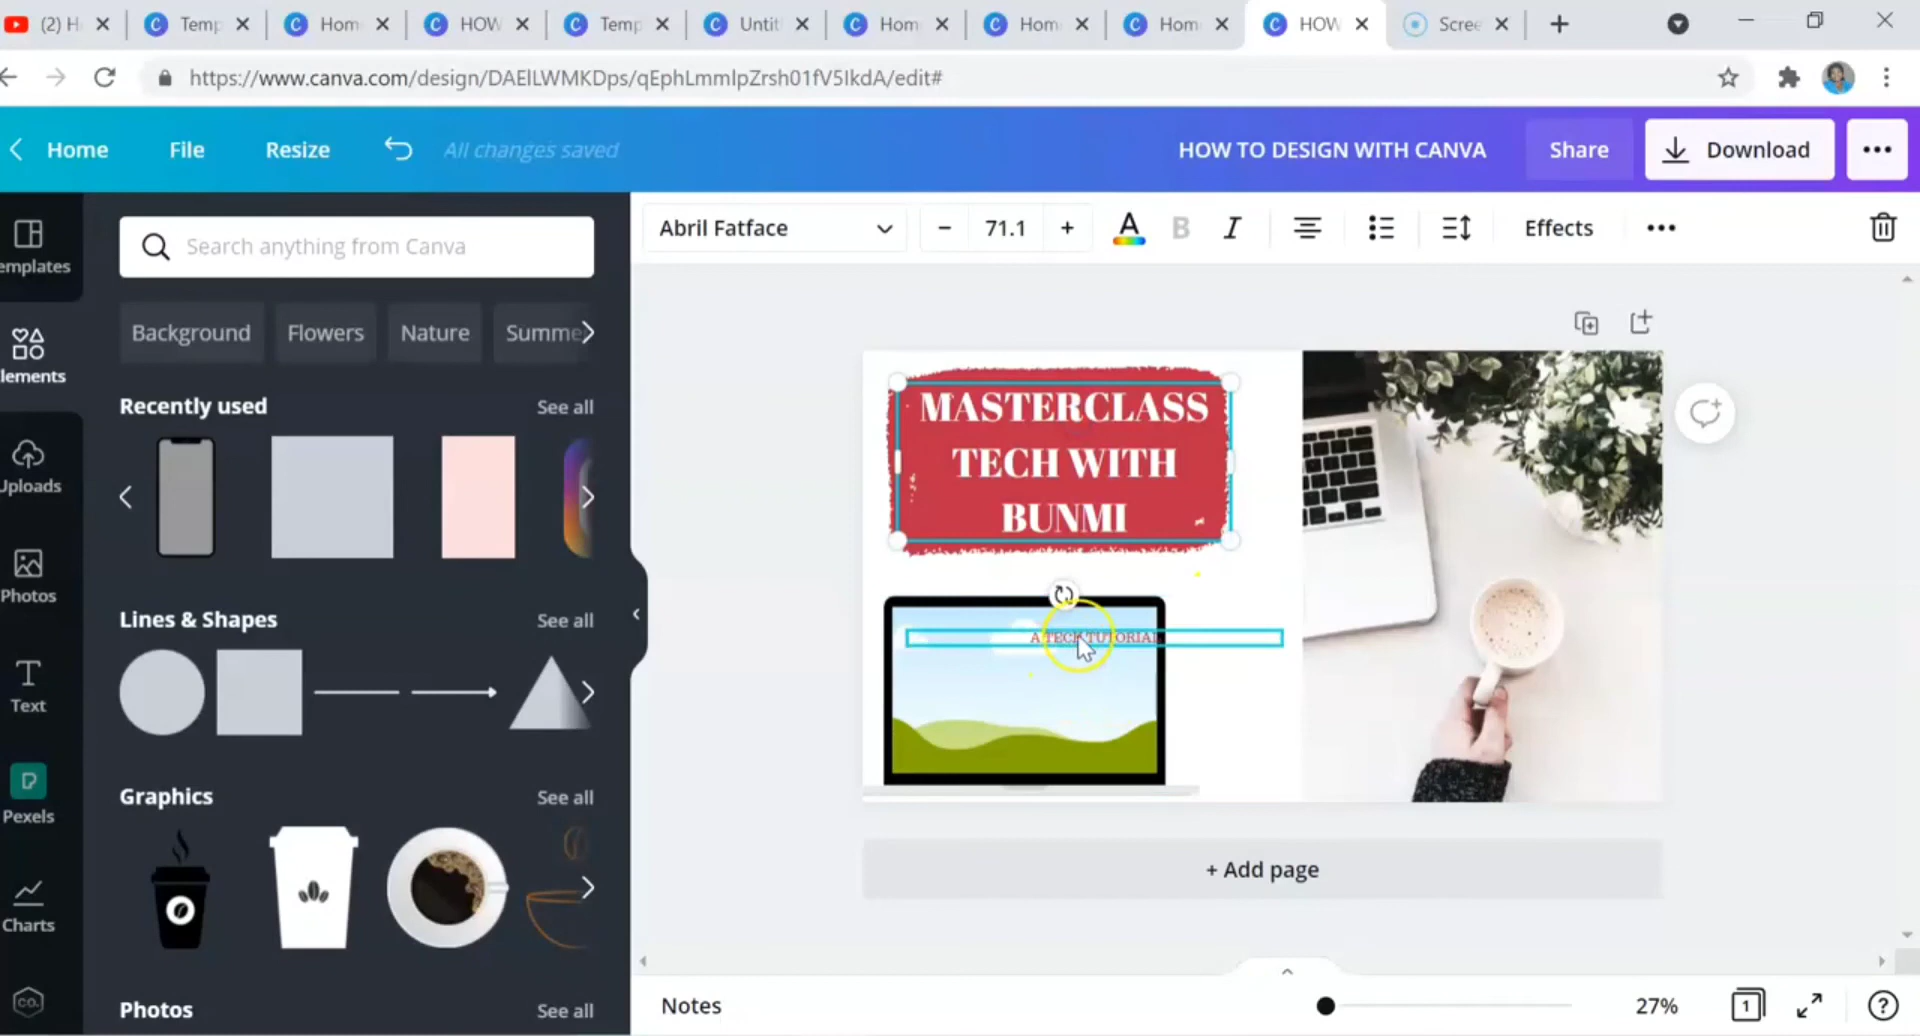 (2) H
Temp
Hom
HOW
Temp
Untit
Hom
Hom
Hom
HOW
Scree
https://www.canva.com/design/DAElLWMKDps/qEphLmmlpZrsh01fV5IkdA/edit#
Home
File
Resize
All changes saved
HOW TO DESIGN WITH CANVA
Share
Download
emplates
lements
Uploads
Photos
Text
Pexels
Charts
co.
Search anything from Canva
Background
Flowers
Nature
Summe
Recently used
See all
Lines & Shapes
See all
Graphics
See all
Photos
See all
Abril Fatface
71.1
A
B
I
Effects
MASTERCLASS
TECH WITH
BUNMI
A TECH TUTORIAL
+ Add page
Notes
27%
1
?